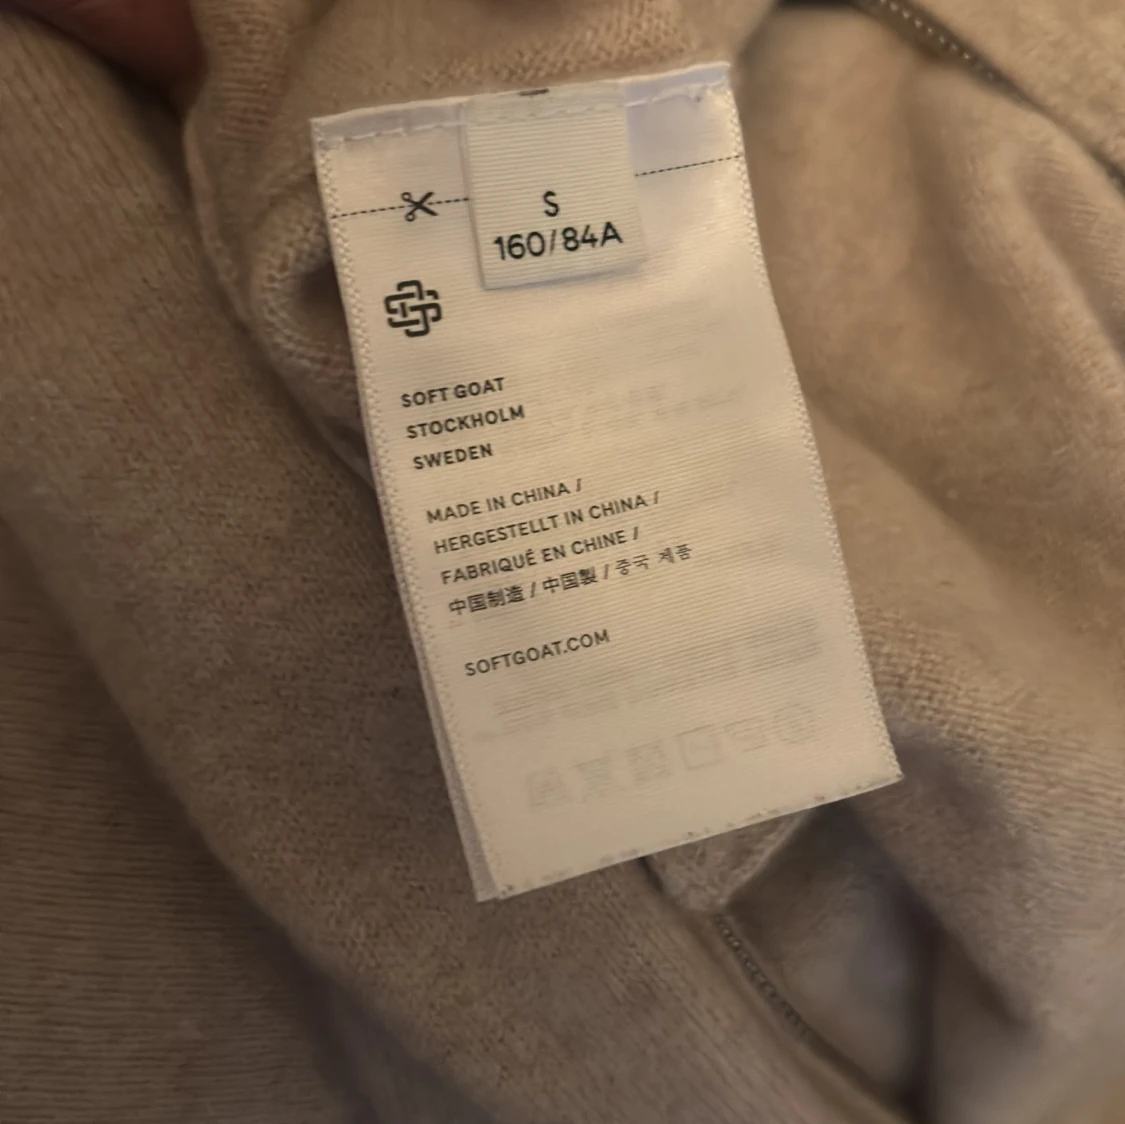 S
160/84A
SOFT GOAT
STOCKHOLM
SWEDEN
MADE IN CHINA /
HERGESTELLT IN CHINA /
FABRIQUÉ EN CHINE /
中国制造 / 中国製 / 중국 제품
SOFTGOAT.COM